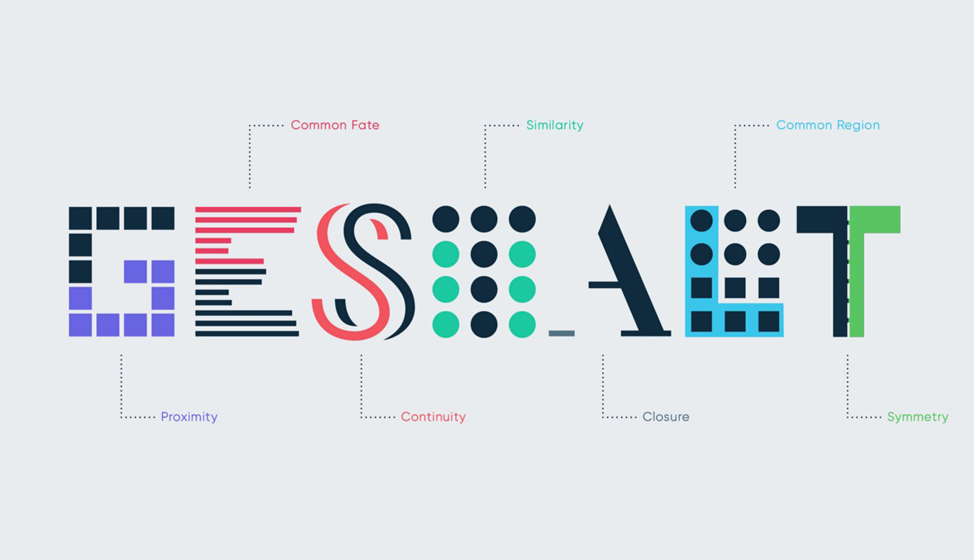 Common Fate
Similarity
Common Region
GESTALT
Proximity
Continuity
Closure
Symmetry